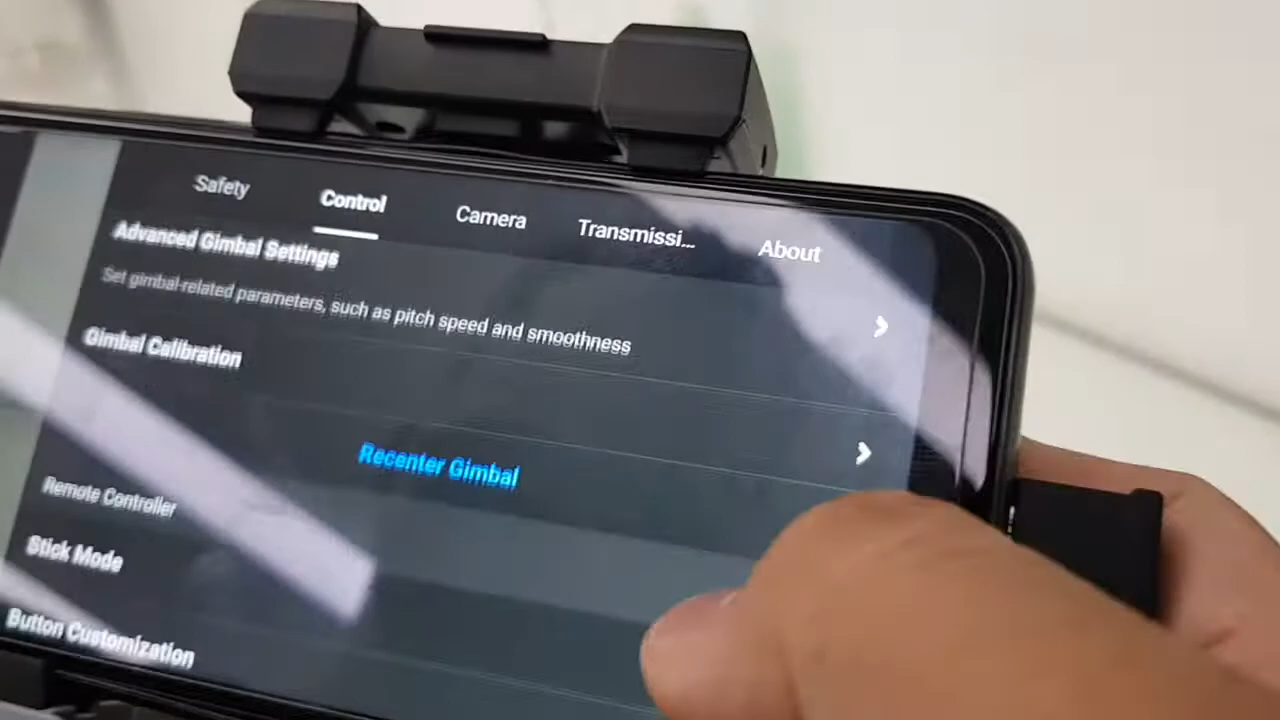 Safety Control Camera Transmissi... About
Advanced Gimbal Settings
Set gimbal-related parameters, such as pitch speed and smoothness
Gimbal Calibration
Recenter Gimbal
Remote Controller
Stick Mode
Button Customization